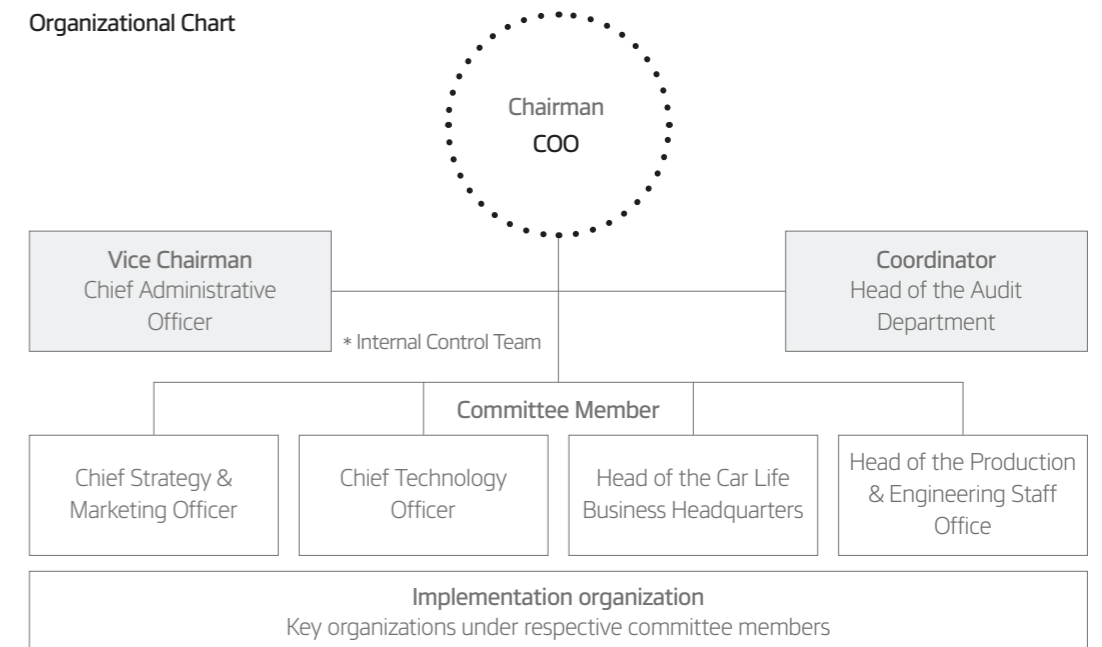 Organizational Chart
Chairman
COO
Vice Chairman
Chief Administrative
Officer
Coordinator
Head of the Audit
Department
* Internal Control Team
Committee Member
Chief Strategy &
Marketing Officer
Chief Technology
Officer
Head of the Car Life
Business Headquarters
Head of the Production
& Engineering Staff
Office
Implementation organization
Key organizations under respective committee members